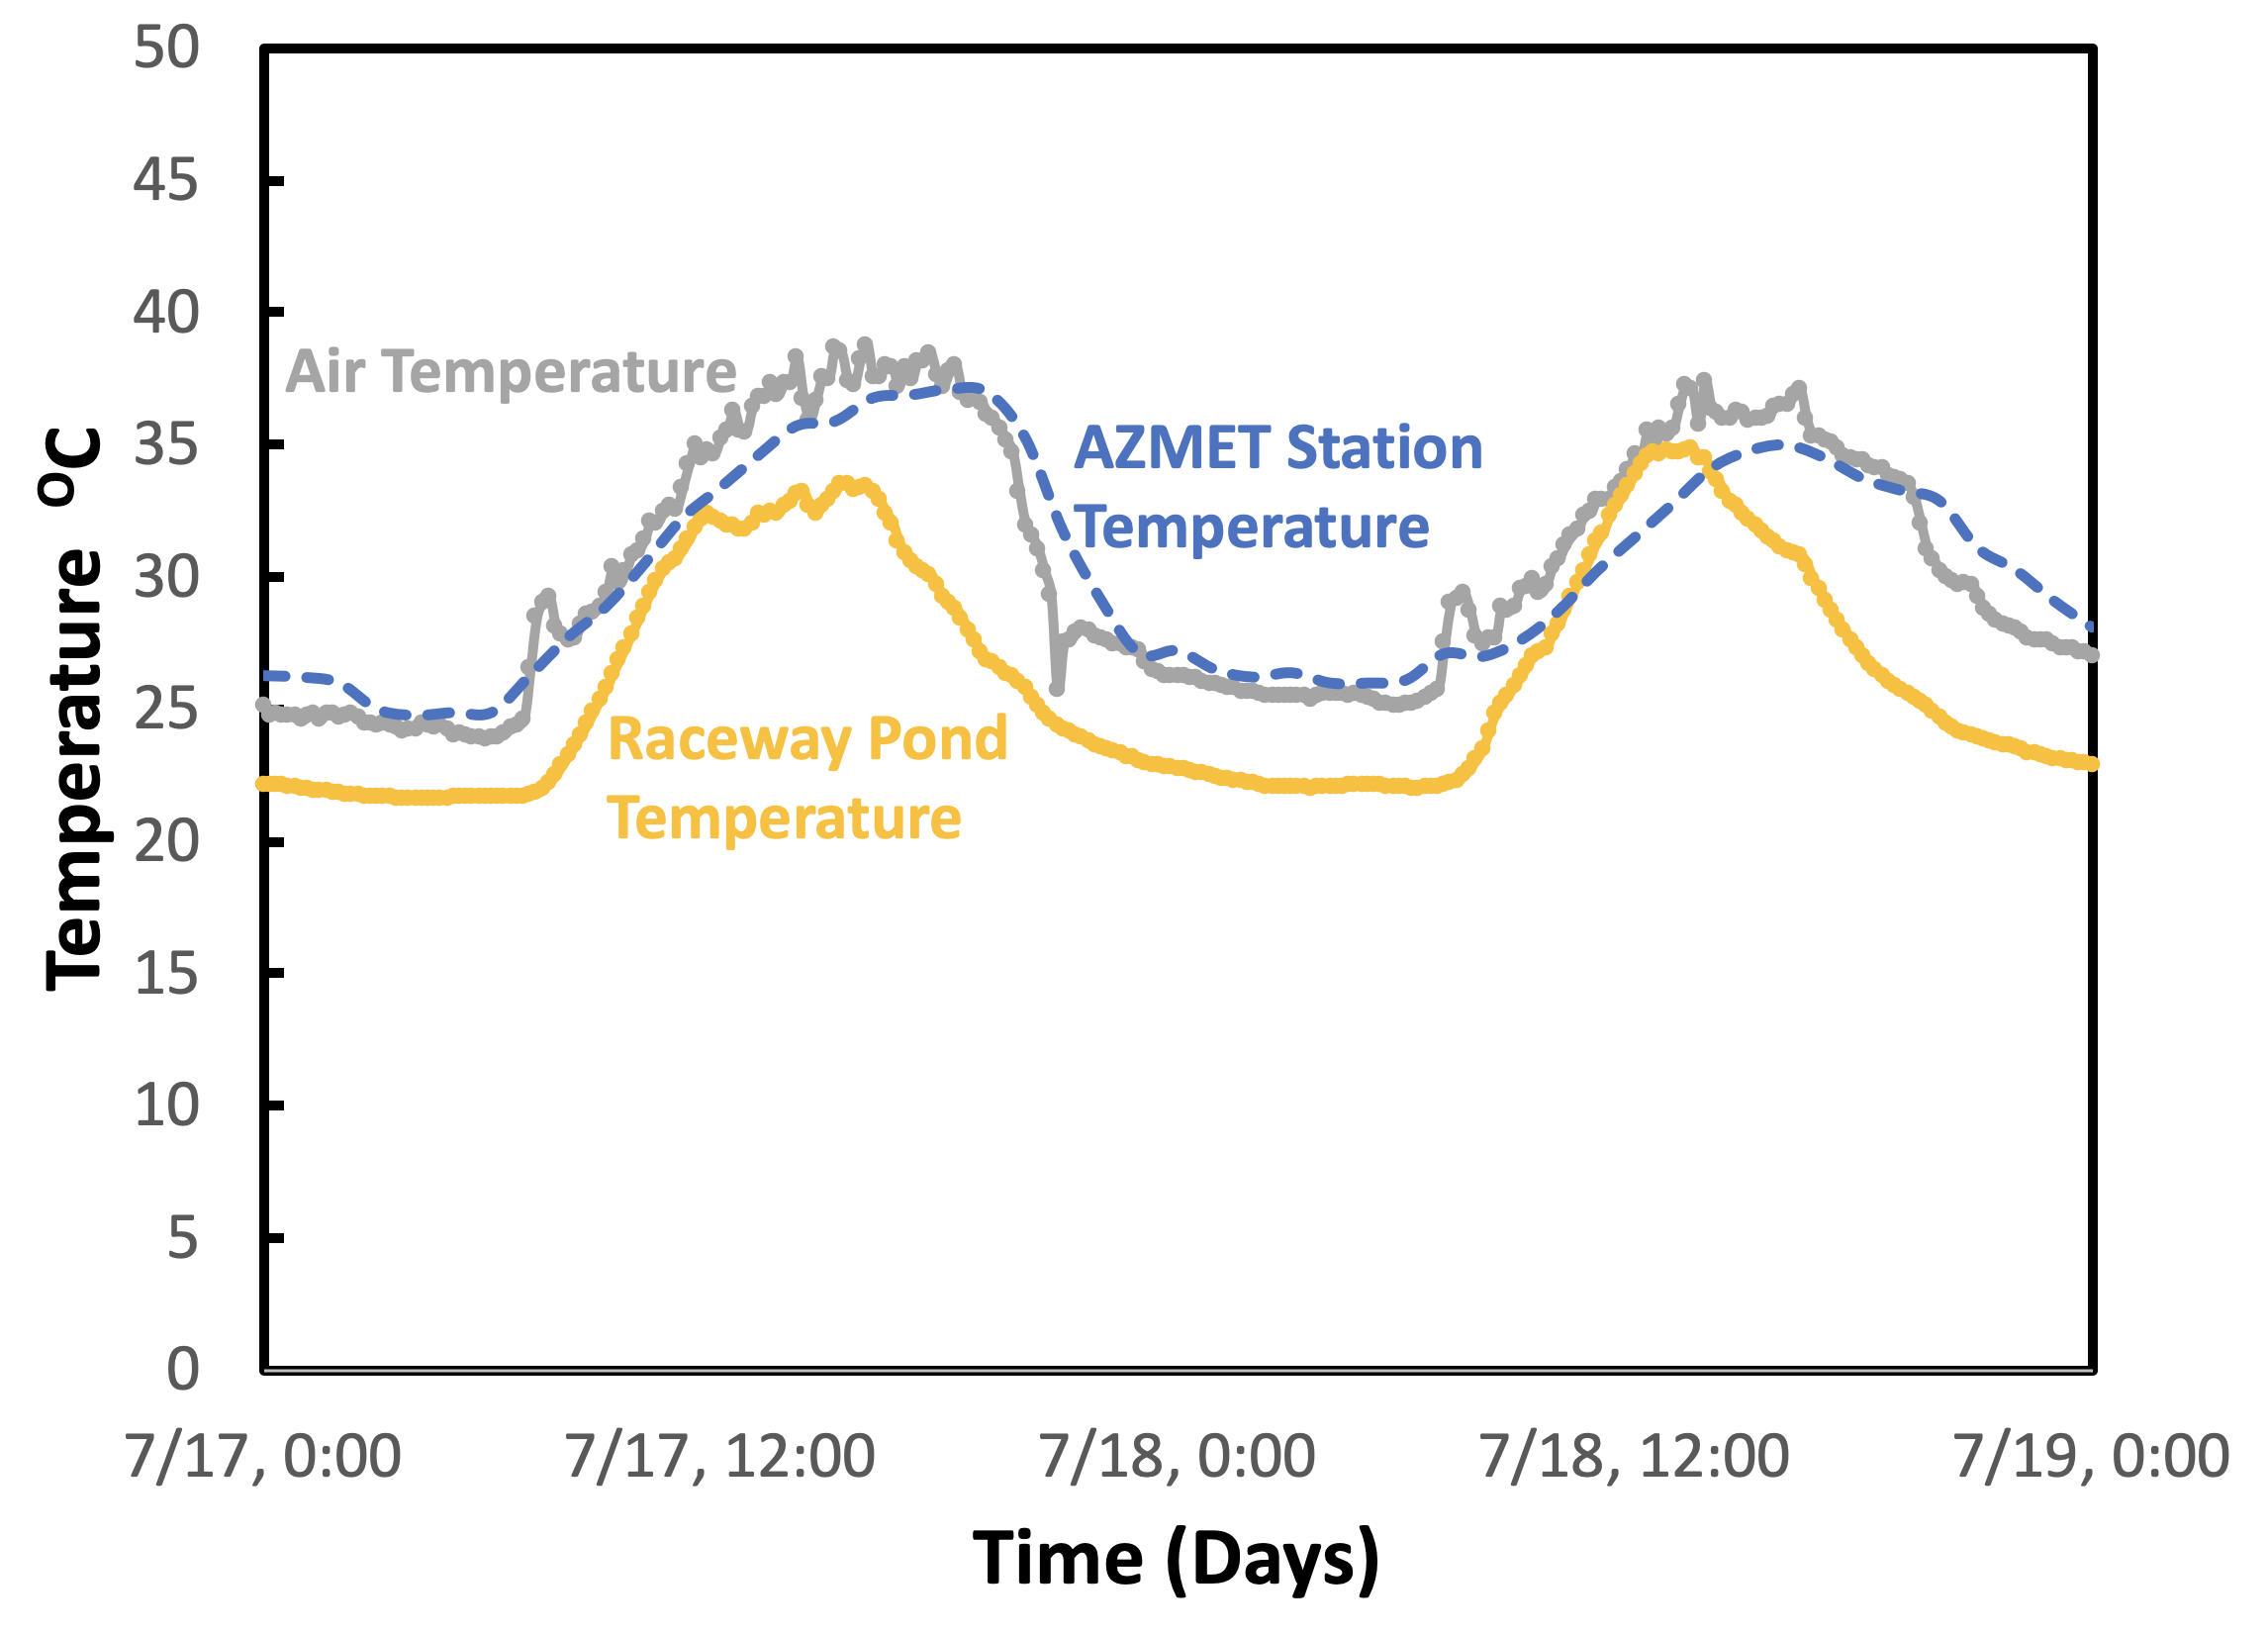 50
45
40
35
30
25
20
15
10
5
0
Temperature °C
Air Temperature
AZMET Station
Temperature
Raceway Pond
Temperature
7/17, 0:00
7/17, 12:00
7/18, 0:00
7/18, 12:00
7/19, 0:00
Time (Days)